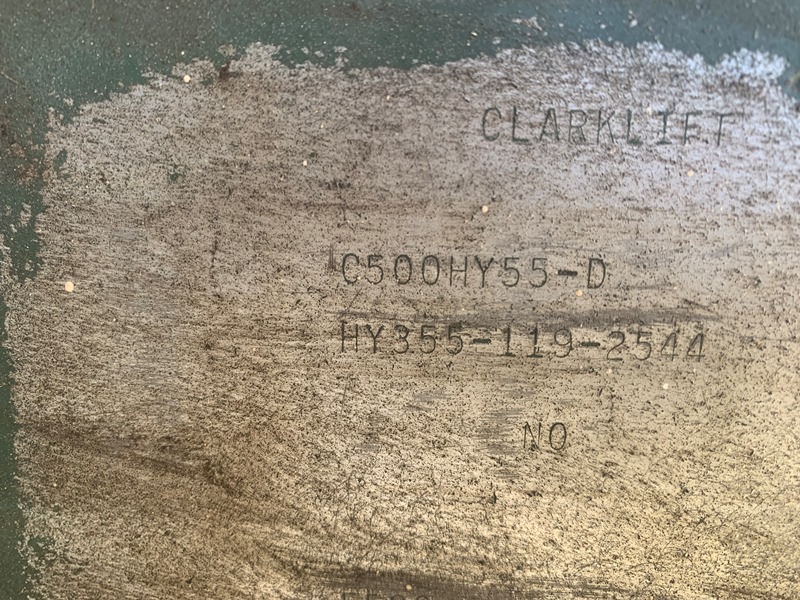 CLARKLIFT
C500HY55-D
HY355-119-2544
NO